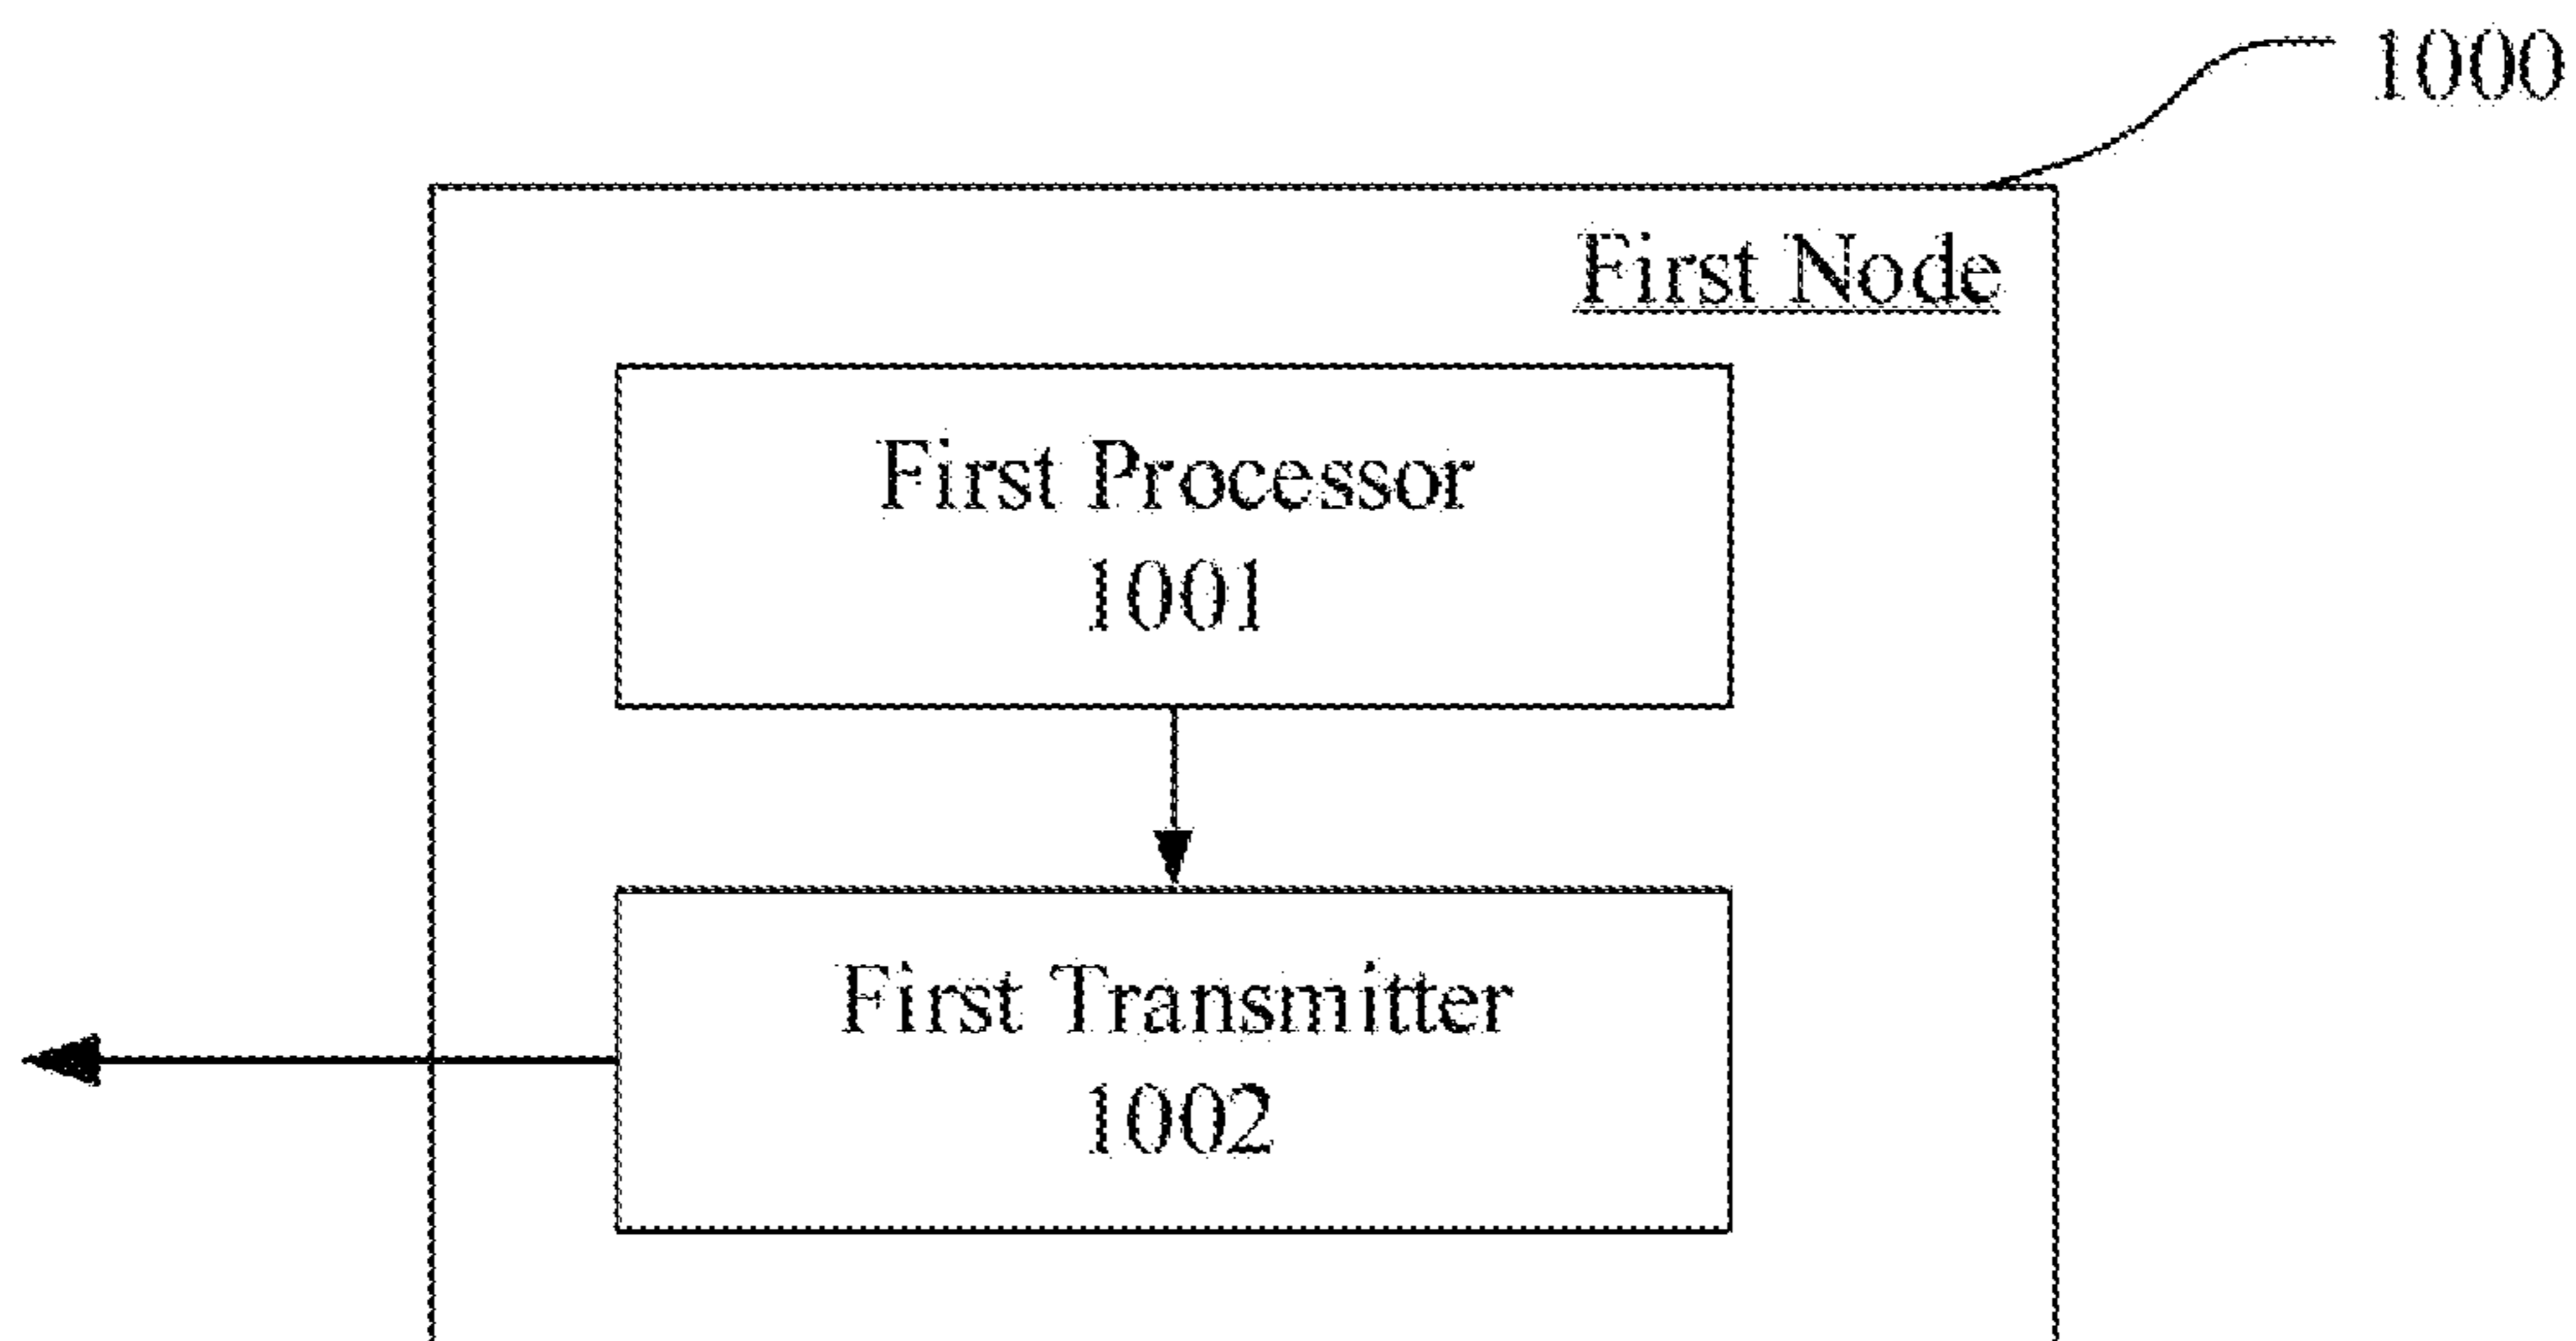 1000
First Node
First Processor
1001
First Transmitter
1002